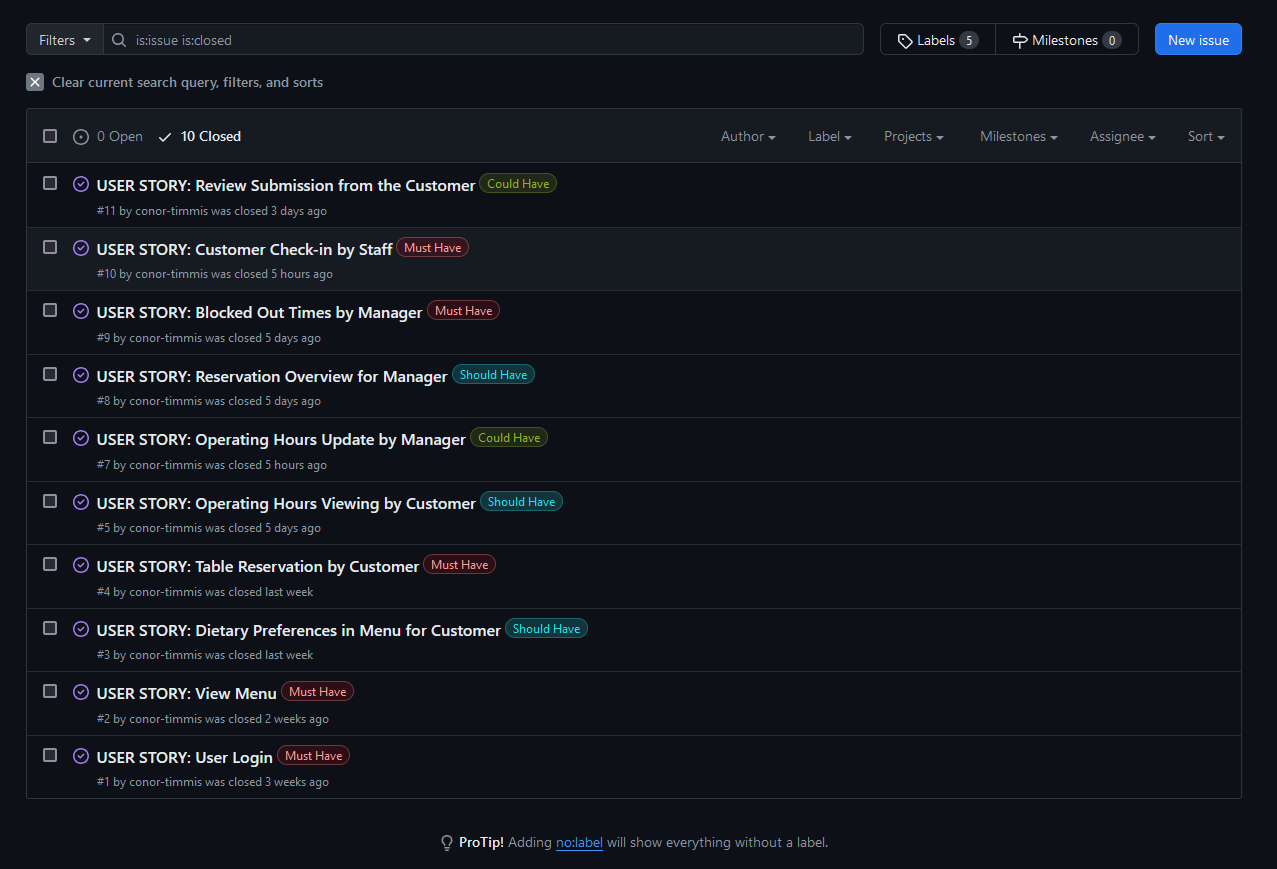 Filters is:issue is:closed Labels 5 Milestones 0 New issue
Clear current search query, filters, and sorts
0 Open 10 Closed Author Label Projects Milestones Assignee Sort
USER STORY: Review Submission from the Customer Could Have
#11 by conor-timmis was closed 3 days ago
USER STORY: Customer Check-in by Staff Must Have
#10 by conor-timmis was closed 5 hours ago
USER STORY: Blocked Out Times by Manager Must Have
#9 by conor-timmis was closed 5 days ago
USER STORY: Reservation Overview for Manager Should Have
#8 by conor-timmis was closed 5 days ago
USER STORY: Operating Hours Update by Manager Could Have
#7 by conor-timmis was closed 5 hours ago
USER STORY: Operating Hours Viewing by Customer Should Have
#5 by conor-timmis was closed 5 days ago
USER STORY: Table Reservation by Customer Must Have
#4 by conor-timmis was closed last week
USER STORY: Dietary Preferences in Menu for Customer Should Have
#3 by conor-timmis was closed last week
USER STORY: View Menu Must Have
#2 by conor-timmis was closed 2 weeks ago
USER STORY: User Login Must Have
#1 by conor-timmis was closed 3 weeks ago
ProTip! Adding no:label will show everything without a label.